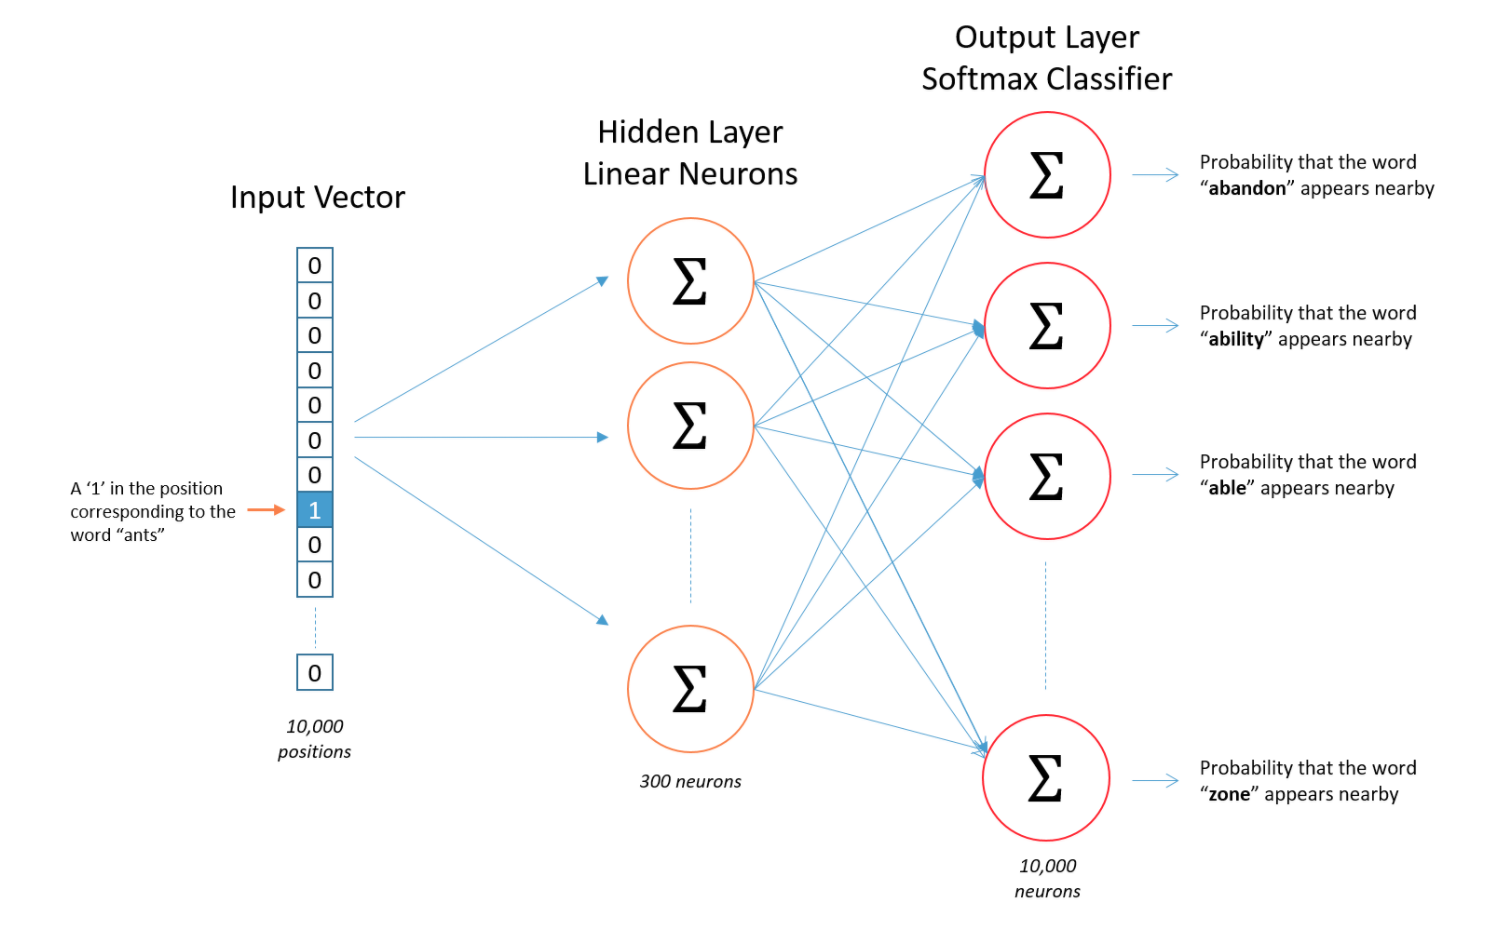 Output Layer
Softmax Classifier
Hidden Layer
Linear Neurons
Input Vector
0
0
0
0
0
0
0
1
0
0
0
A ‘1’ in the position
corresponding to the
word “ants”
10,000
positions
Σ
Σ
Σ
300 neurons
Σ
Σ
Σ
Σ
10,000
neurons
Probability that the word
“abandon” appears nearby
Probability that the word
“ability” appears nearby
Probability that the word
“able” appears nearby
Probability that the word
“zone” appears nearby